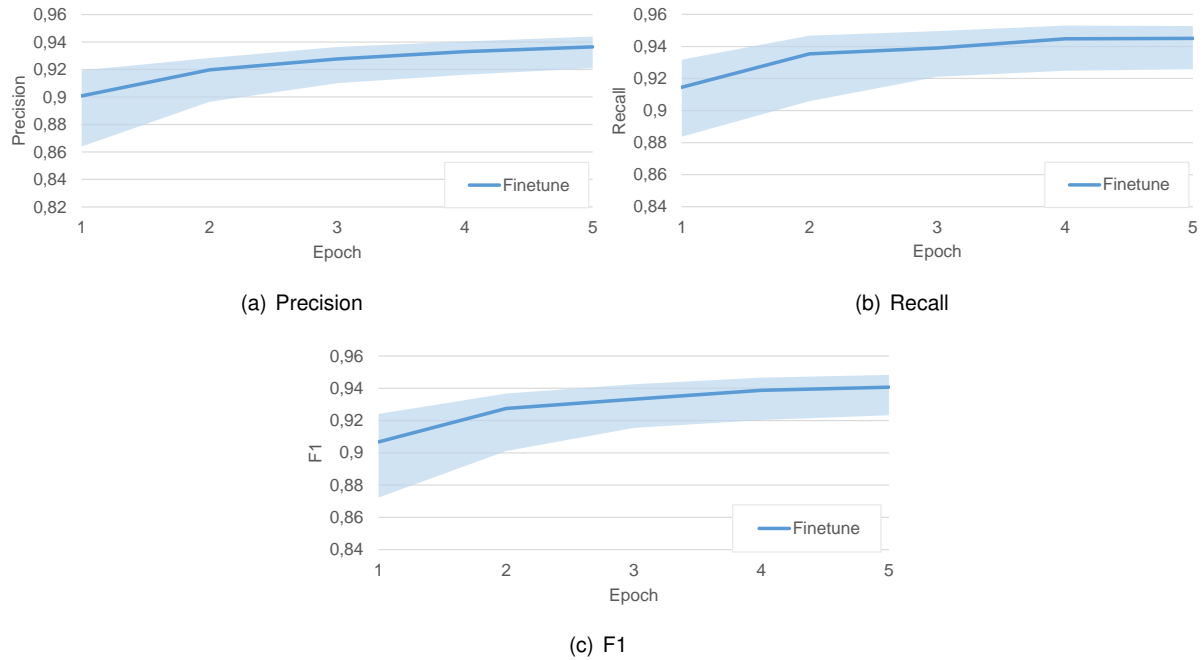 0,96
0,94
0,92
0,9
0,88
0,86
0,84
0,82
Precision
1 2 3 4 5
Epoch
Finetune
(a) Precision
0,96
0,94
0,92
0,9
0,88
0,86
0,84
Recall
1 2 3 4 5
Epoch
Finetune
(b) Recall
0,96
0,94
0,92
0,9
0,88
0,86
0,84
F1
1 2 3 4 5
Epoch
Finetune
(c) F1